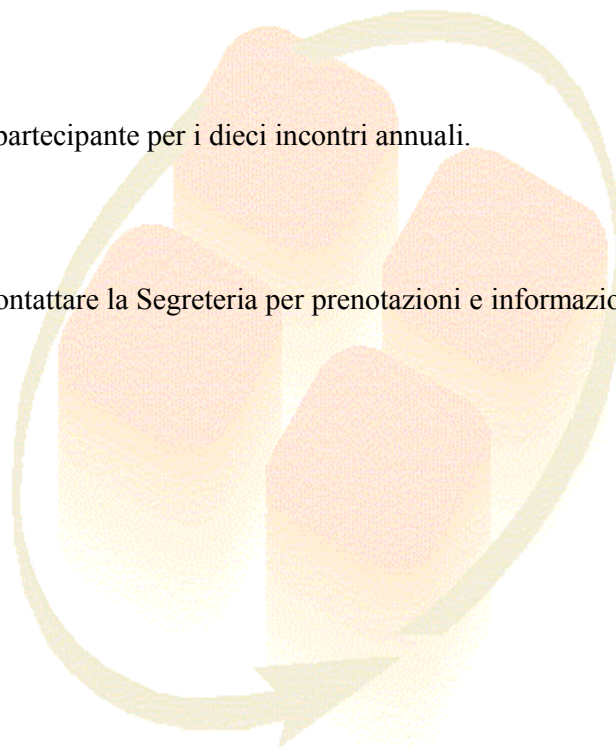 partecipante per i dieci incontri annuali.
ontattare la Segreteria per prenotazioni e informazio